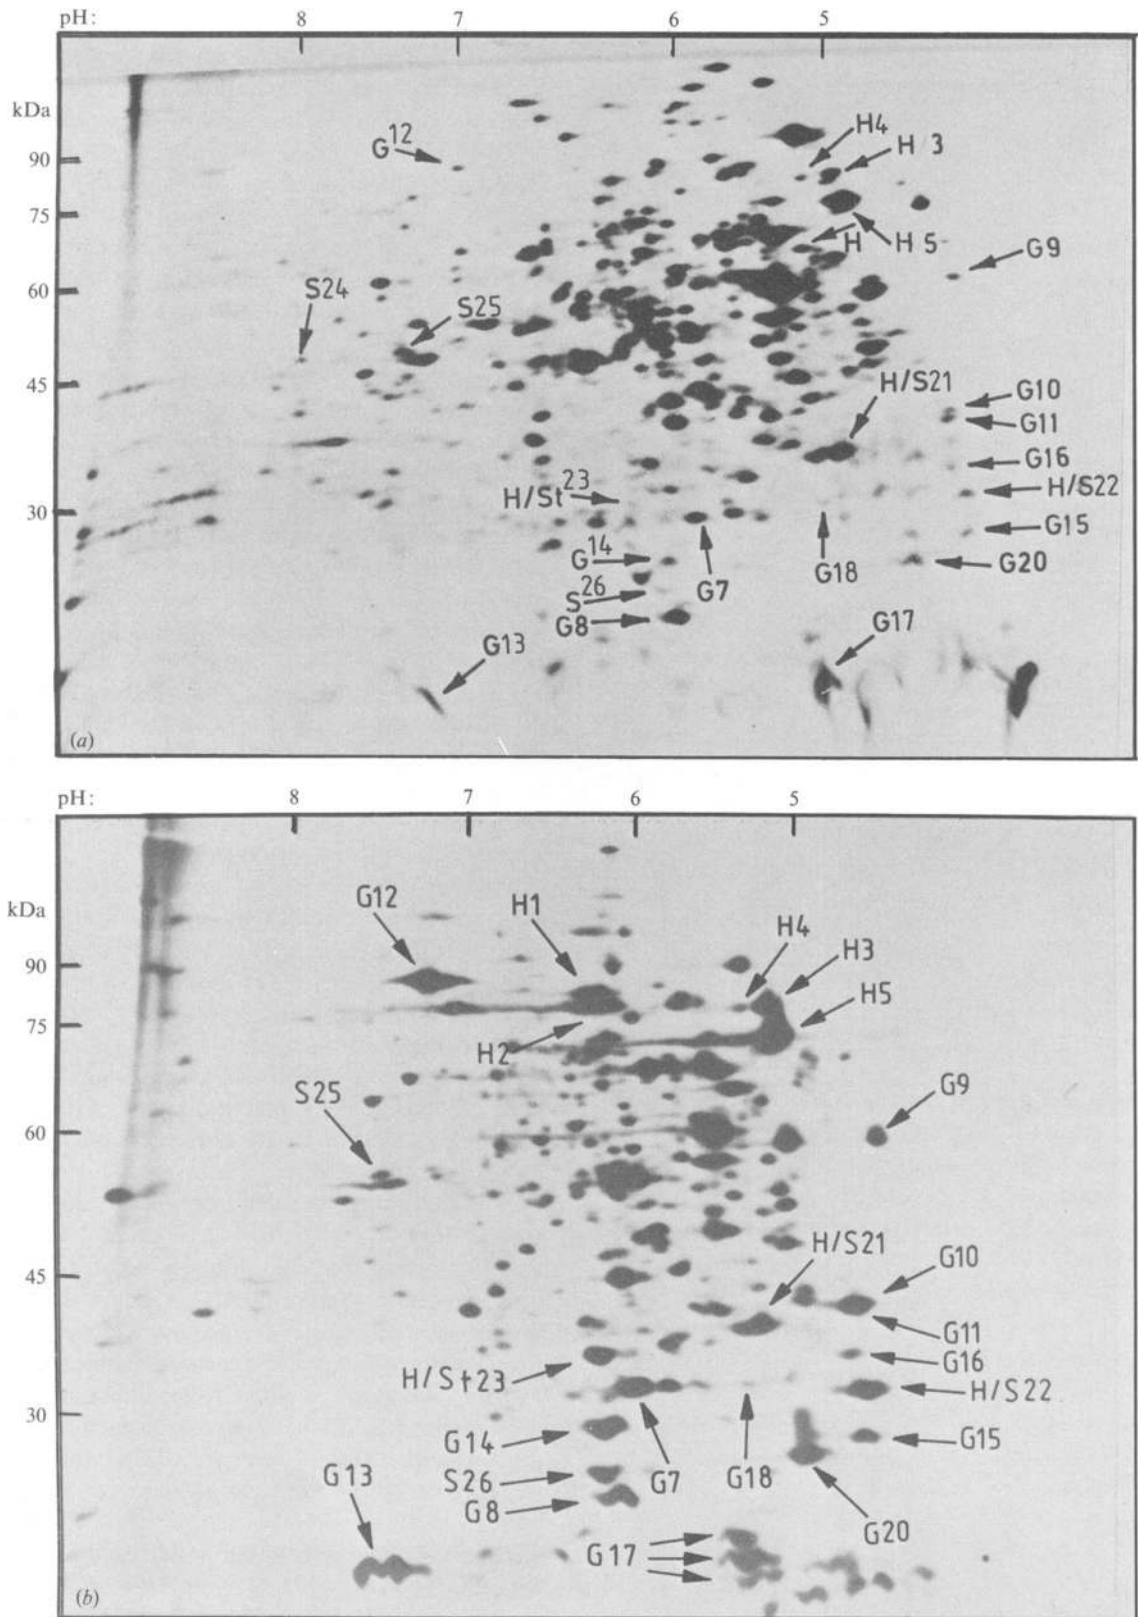 pH: 8 7 6 5
kDa
G12
H4
H 3
90
75
H
H 5
G9
S24
S25
60
45
H/S21
G10
G11
G16
H/St23
H/S22
30
G15
G14
G7
G18
G20
S26
G8
G13
G17
(a)
pH: 8 7 6 5
kDa
G12
H1
H4
H3
90
H5
75
H2
S25
G9
60
H/S21
G10
45
G11
G16
H/St23
H/S22
30
G14
G15
G13
S26
G7
G18
G8
G20
G17
(b)